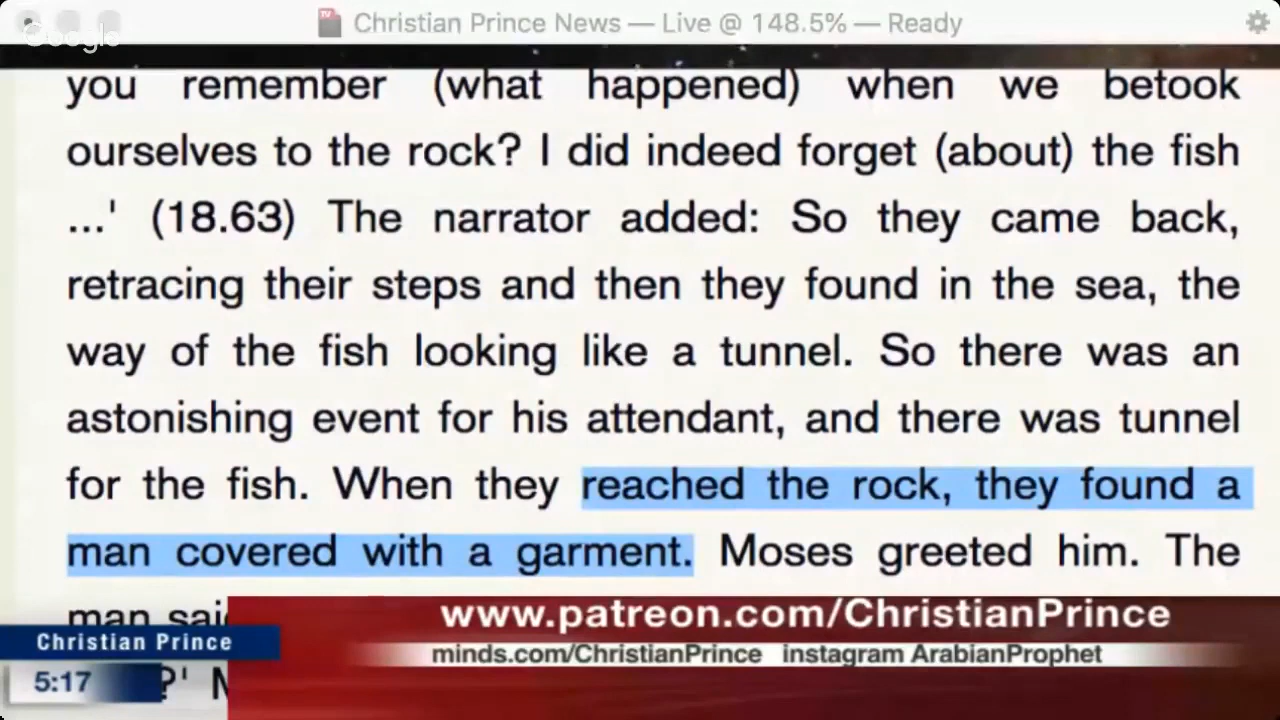 Google
TV
Christian Prince News — Live @ 148.5% — Ready
you remember (what happened) when we betook
ourselves to the rock? I did indeed forget (about) the fish
...' (18.63) The narrator added: So they came back,
retracing their steps and then they found in the sea, the
way of the fish looking like a tunnel. So there was an
astonishing event for his attendant, and there was tunnel
for the fish. When they reached the rock, they found a
man covered with a garment. Moses greeted him. The
man said
www.patreon.com/ChristianPrince
Christian Prince
minds.com/ChristianPrince instagram ArabianProphet
5:17
?' M